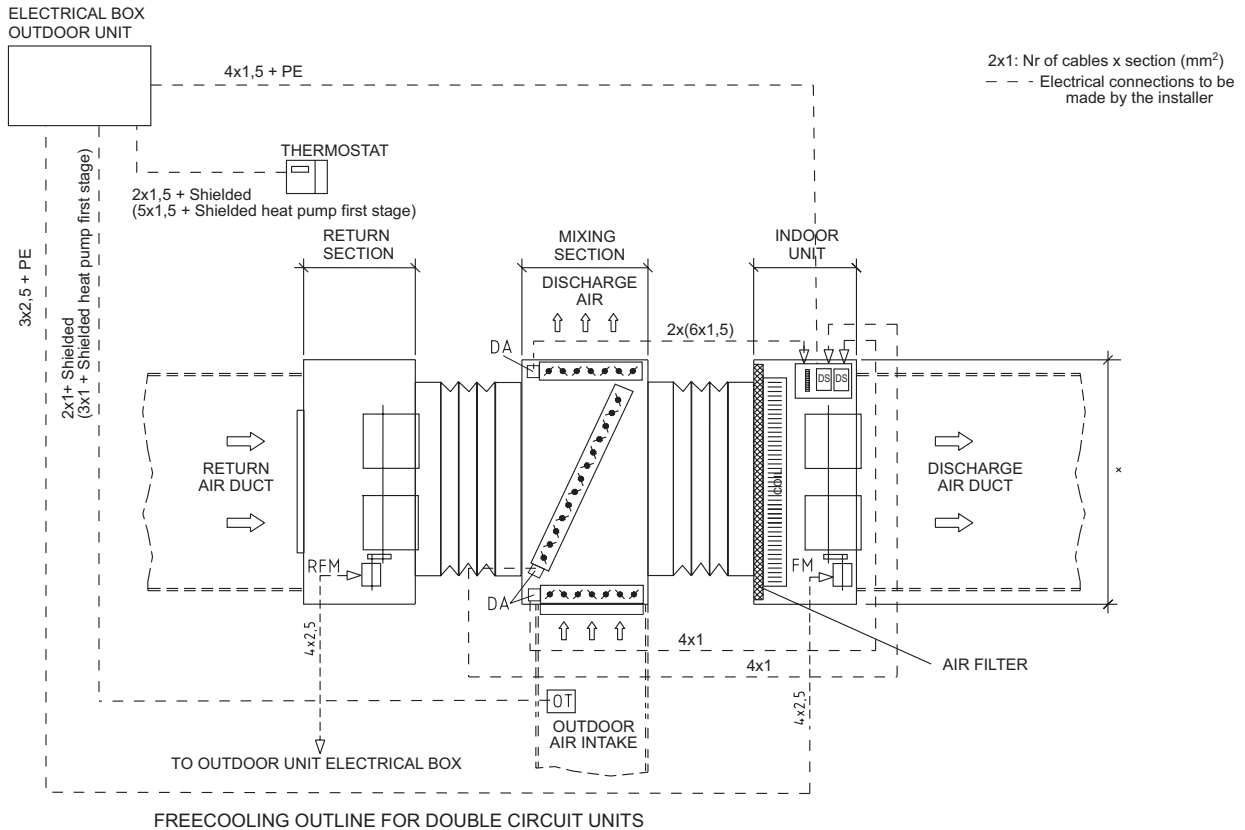 ELECTRICAL BOX
OUTDOOR UNIT
4x1,5 + PE
2x1: Nr of cables x section (mm²)
Electrical connections to be
made by the installer
THERMOSTAT
2x1,5 + Shielded
(5x1,5 + Shielded heat pump first stage)
3x2,5 + PE
2x1+ Shielded
(3x1 + Shielded heat pump first stage)
RETURN
SECTION
MIXING
SECTION
INDOOR
UNIT
DISCHARGE
AIR
2x(6x1,5)
DA
DS
DS
RETURN
AIR DUCT
COIL
DISCHARGE
AIR DUCT
x
RFM
FM
DA
4x2,5
4x1
4x1
AIR FILTER
4x2,5
OT
OUTDOOR
AIR INTAKE
TO OUTDOOR UNIT ELECTRICAL BOX
FREECOOLING OUTLINE FOR DOUBLE CIRCUIT UNITS